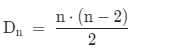 Dₙ = n · (n − 2) / 2